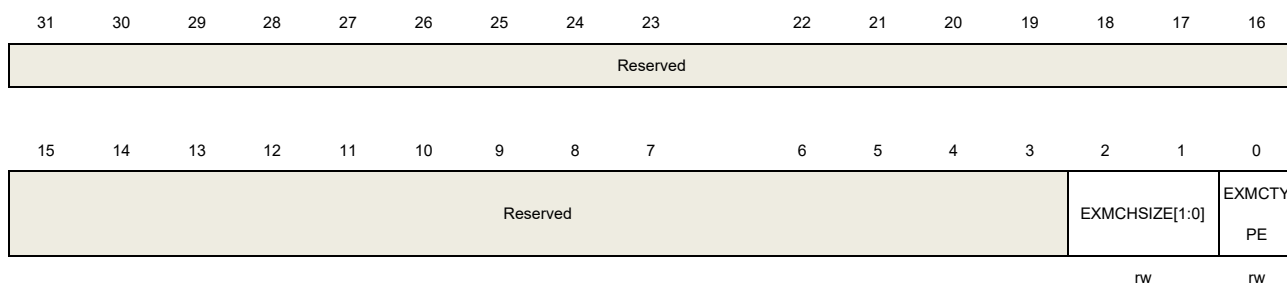 31 30 29 28 27 26 25 24 23 22 21 20 19 18 17 16
Reserved
15 14 13 12 11 10 9 8 7 6 5 4 3 2 1 0
Reserved
EXMCHSIZE[1:0]
EXMCTY
PE
rw rw